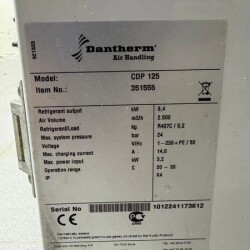 Dantherm®
Air Handling
Model: CDP 125
Item No.: 351555
Refrigerant output kW 8,4
Air Volume m3/h 2.500
Refrigerant/Load kg R407C / 5.2
Max. system pressure bar 24
Voltage V/Hz 1~230+PE / 50
Max. charging current A 14,0
Max. power input kW 3,2
Operation range °C 20 - 38
IP X4
Serial No
1012241173612